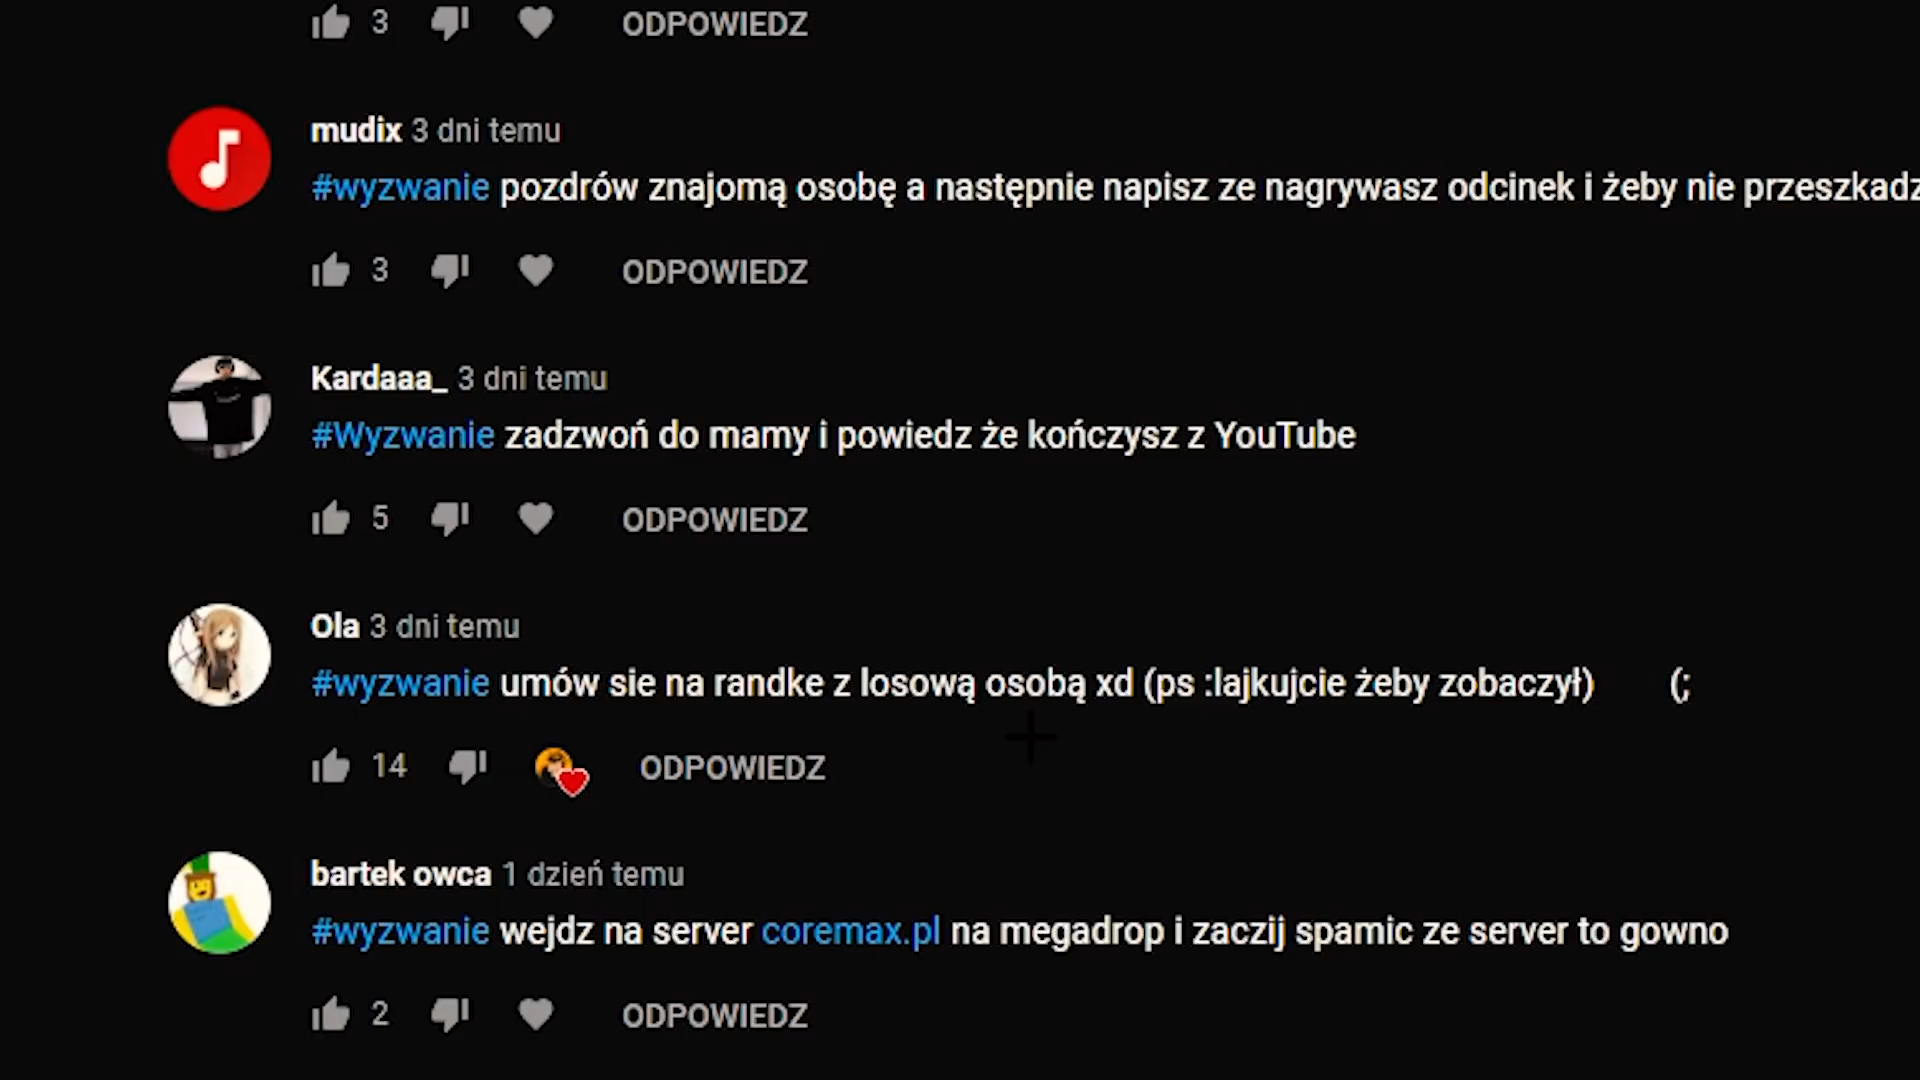 3 ODPOWIEDZ
mudix 3 dni temu
#wyzwanie pozdrów znajomą osobę a następnie napisz ze nagrywasz odcinek i żeby nie przeszkadz
3 ODPOWIEDZ
Kardaaa_ 3 dni temu
#Wyzwanie zadzwoń do mamy i powiedz że kończysz z YouTube
5 ODPOWIEDZ
Ola 3 dni temu
#wyzwanie umów sie na randke z losową osobą xd (ps :lajkujcie żeby zobaczył) (;
14 ODPOWIEDZ
bartek owca 1 dzień temu
#wyzwanie wejdz na server coremax.pl na megadrop i zaczij spamic ze server to gowno
2 ODPOWIEDZ